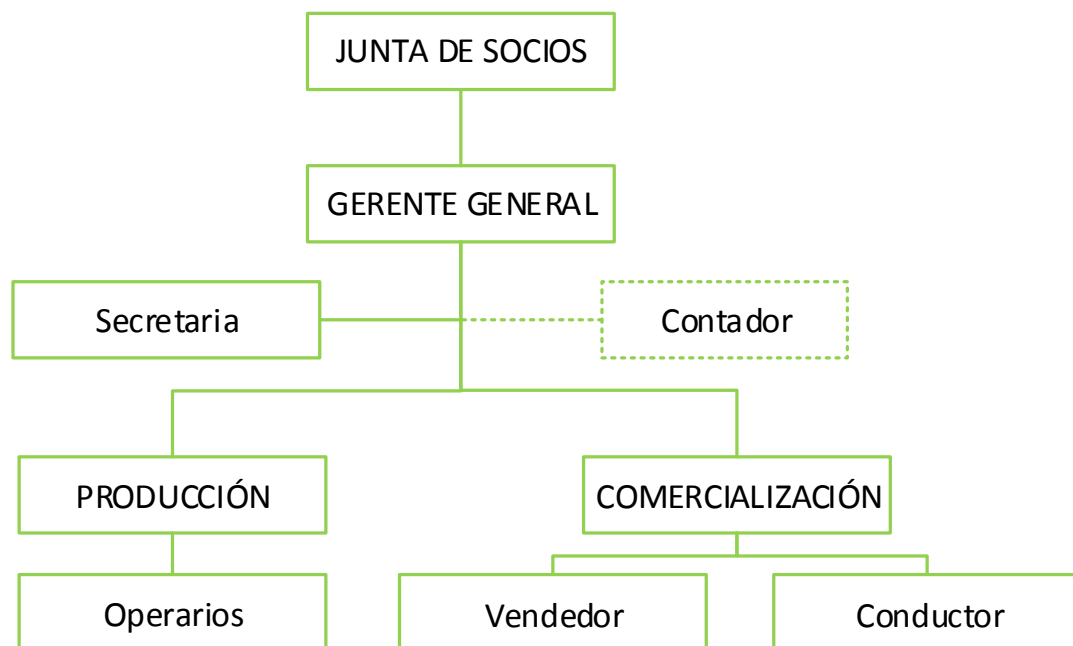 JUNTA DE SOCIOS
GERENTE GENERAL
Secretaria
Contador
PRODUCCIÓN
COMERCIALIZACIÓN
Operarios
Vendedor
Conductor